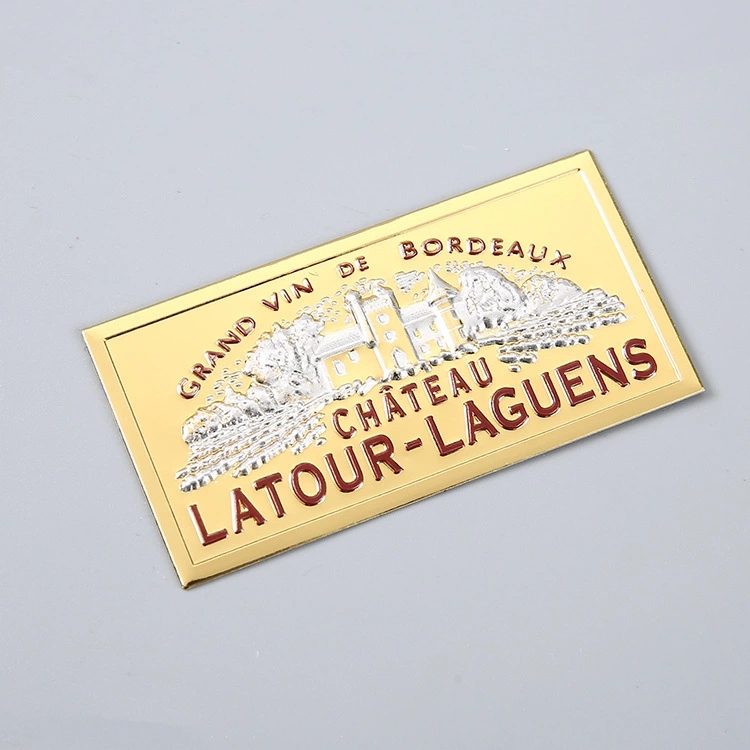 GRAND VIN DE BORDEAUX
CHÂTEAU
LATOUR-LAGUENS